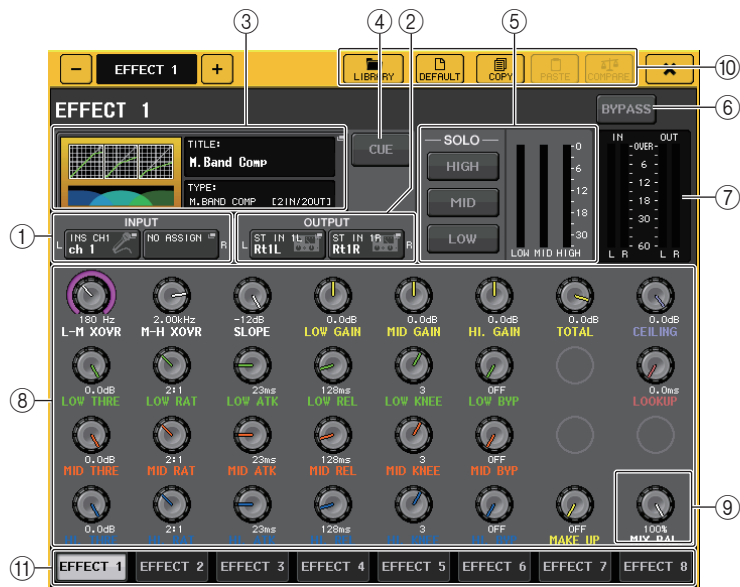 ③ ④ ② ⑤
− EFFECT 1 + LIBRARY DEFAULT COPY PASTE COMPARE ⑩
EFFECT 1 BYPASS ⑥
TITLE:
M.Band Comp
TYPE:
M.BAND COMP [2IN/2OUT]
CUE
SOLO
HIGH
MID
LOW
0
6
12
18
30
LOW MID HIGH
IN OUT
-OVER-
6
12
18
30
60
L R L R
⑦
① INPUT
L INS CH1 ch 1 NO ASSIGN R
OUTPUT
L ST IN 1L Rt1L ST IN 1R Rt1R R
180 Hz 2.00kHz -12dB 0.0dB 0.0dB 0.0dB 0.0dB 0.0dB
L-M XOVR M-H XOVR SLOPE LOW GAIN MID GAIN HI. GAIN TOTAL CEILING
⑧
0.0dB 2:1 23ms 128ms 3 OFF 0.0ms
LOW THRE LOW RAT LOW ATK LOW REL LOW KNEE LOW BYP LOOKUP
0.0dB 2:1 23ms 128ms 3 OFF
MID THRE MID RAT MID ATK MID REL MID KNEE MID BYP
⑨
0.0dB 2:1 23ms 128ms 3 OFF OFF 100%
MAKE UP MIX BAL
⑪ EFFECT 1 EFFECT 2 EFFECT 3 EFFECT 4 EFFECT 5 EFFECT 6 EFFECT 7 EFFECT 8